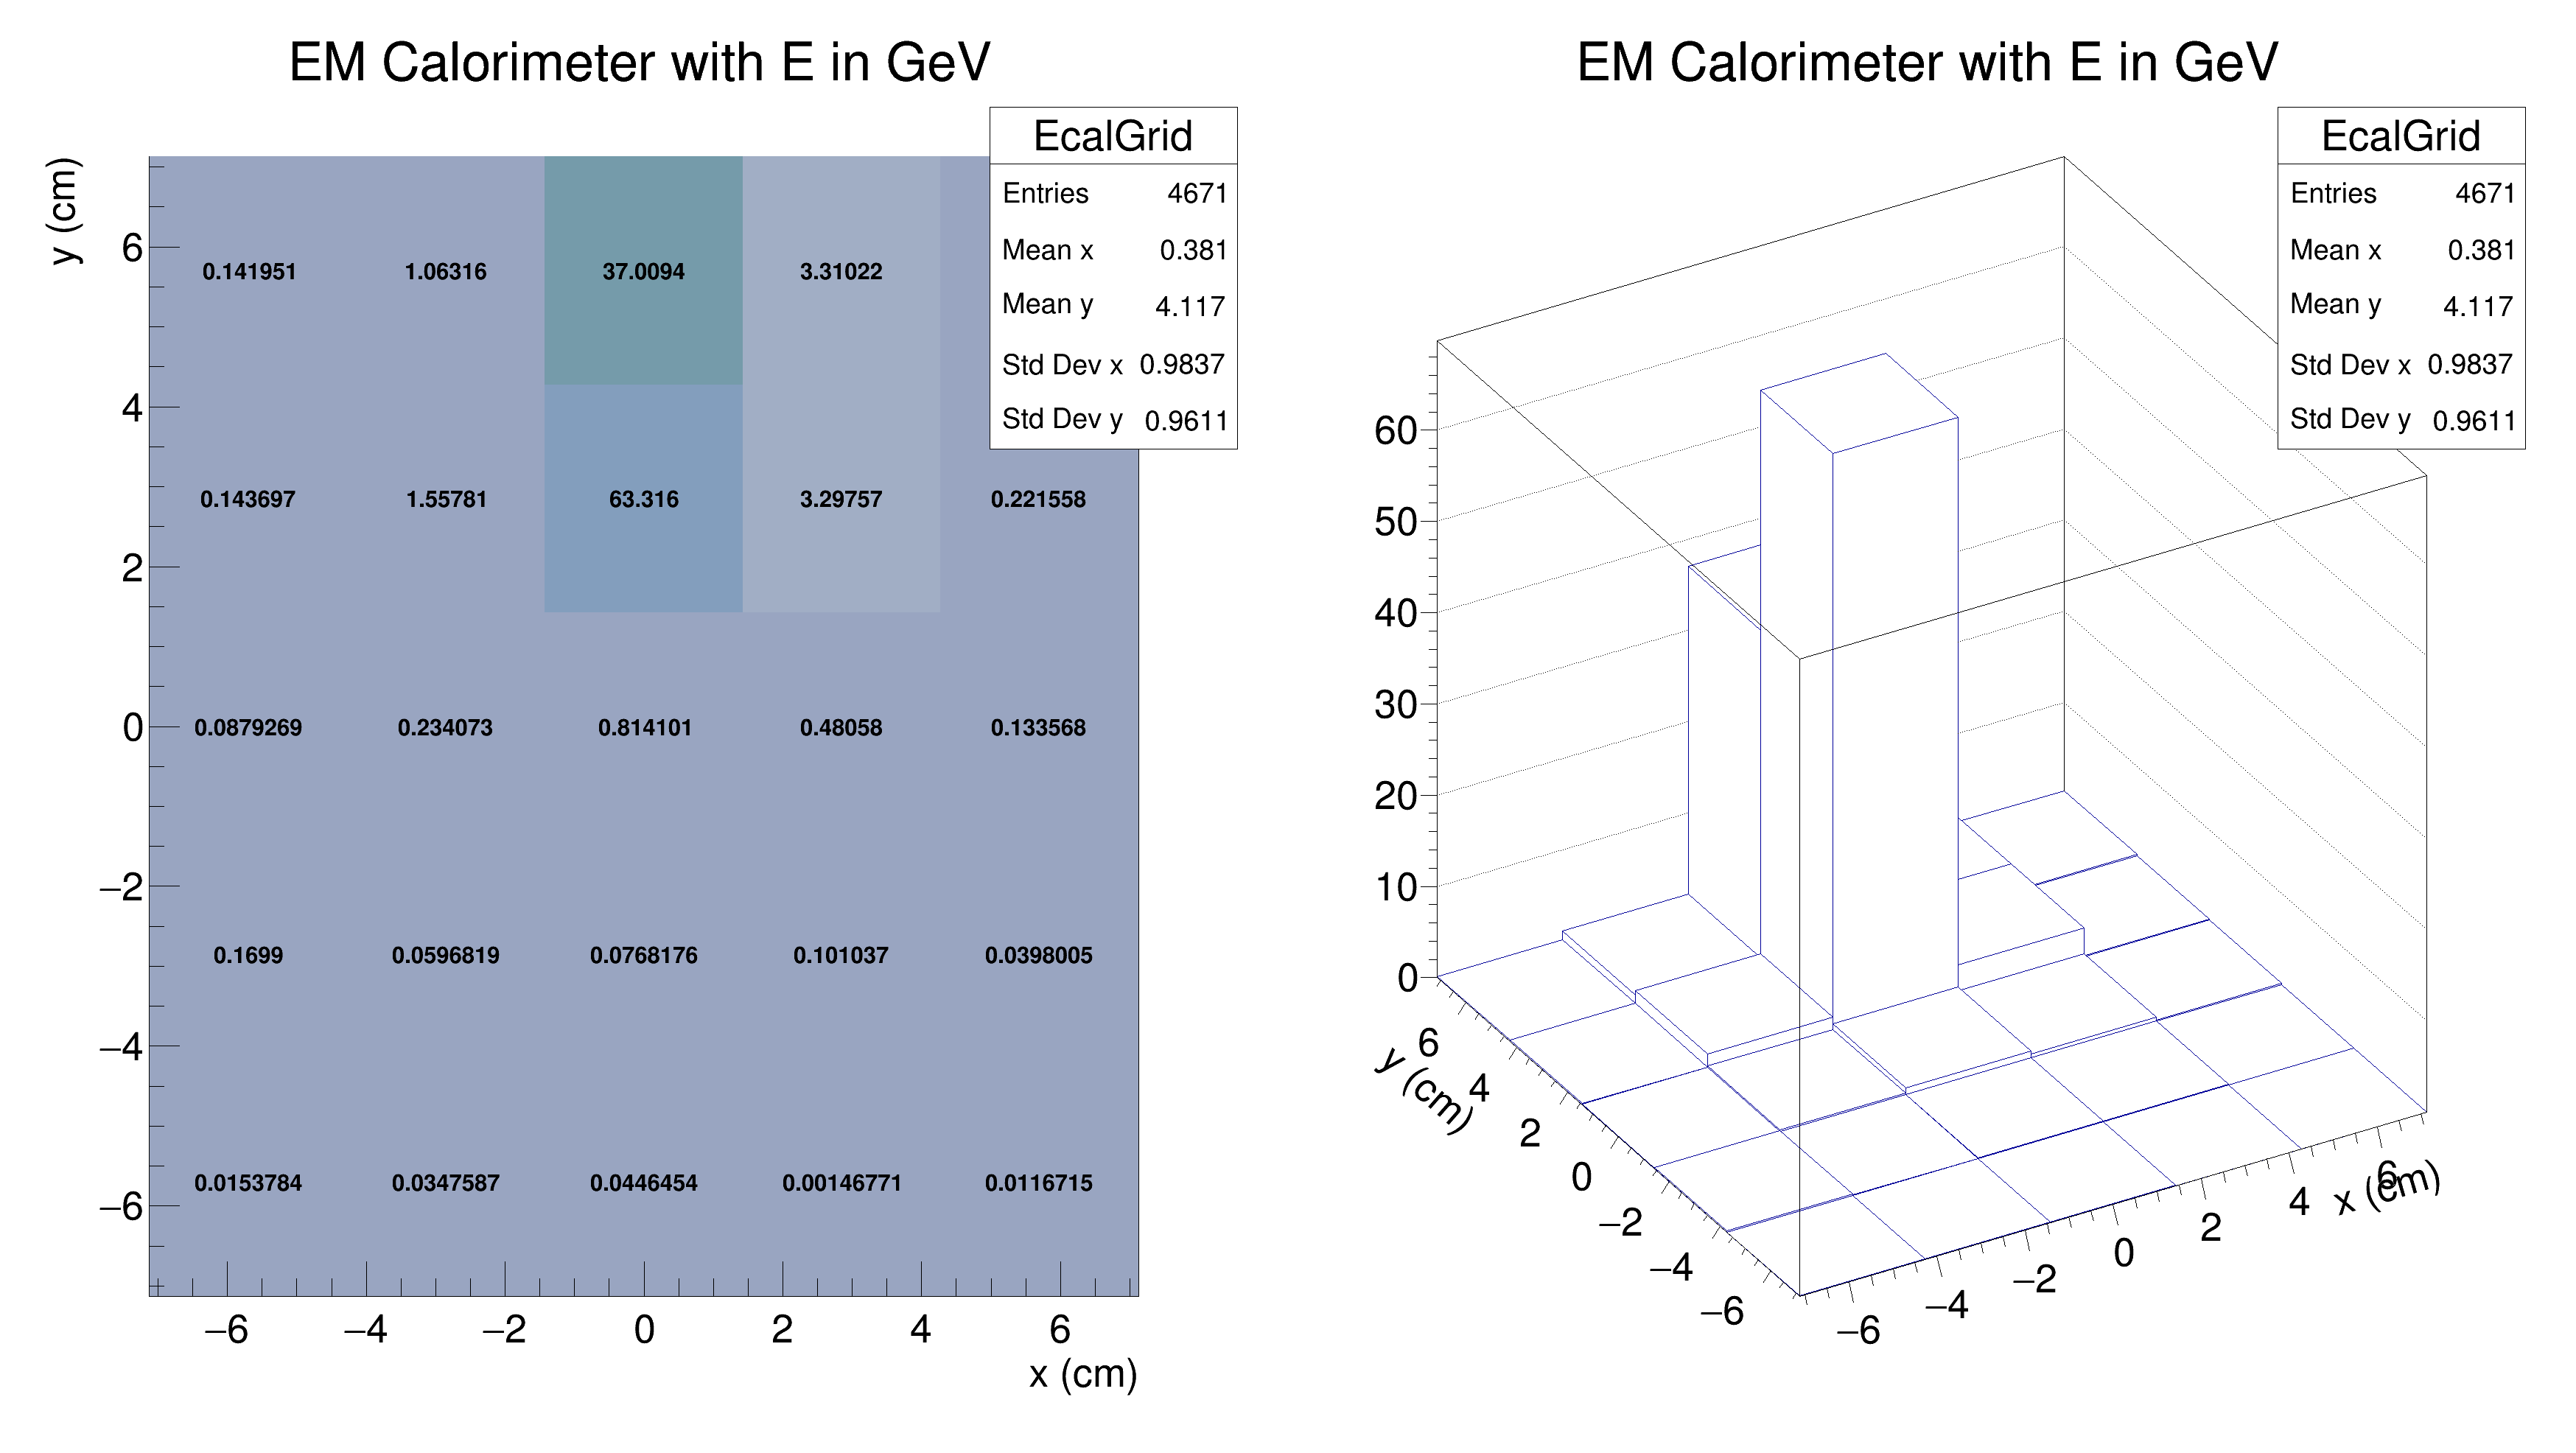 EM Calorimeter with E in GeV
EcalGrid
Entries 4671
Mean x 0.381
Mean y 4.117
Std Dev x 0.9837
Std Dev y 0.9611
y (cm)
6
4
2
0
−2
−4
−6
0.141951 1.06316 37.0094 3.31022
0.143697 1.55781 63.316 3.29757 0.221558
0.0879269 0.234073 0.814101 0.48058 0.133568
0.1699 0.0596819 0.0768176 0.101037 0.0398005
0.0153784 0.0347587 0.0446454 0.00146771 0.0116715
−6 −4 −2 0 2 4 6
x (cm)
EM Calorimeter with E in GeV
EcalGrid
Entries 4671
Mean x 0.381
Mean y 4.117
Std Dev x 0.9837
Std Dev y 0.9611
60
50
40
30
20
10
0
y (cm)
6
4
2
0
−2
−4
−6
−6 −4 −2 0 2 4 6
x (cm)